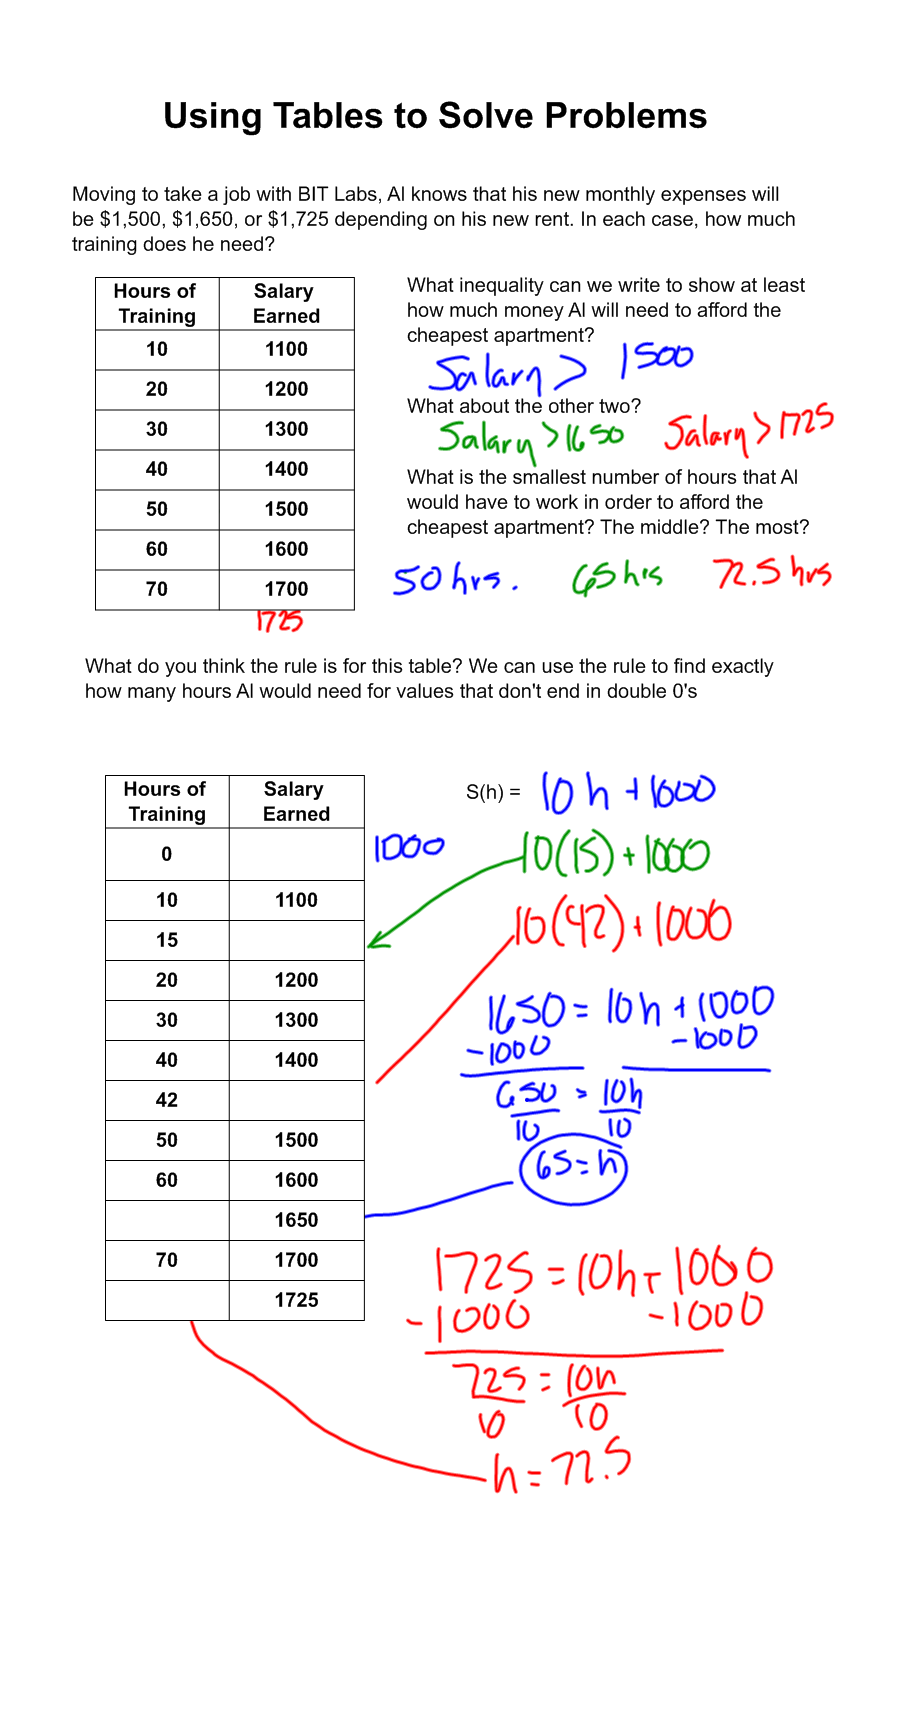 Using Tables to Solve Problems
Moving to take a job with BIT Labs, Al knows that his new monthly expenses will
be $1,500, $1,650, or $1,725 depending on his new rent. In each case, how much
training does he need?
Hours of Training Salary Earned
10 1100
20 1200
30 1300
40 1400
50 1500
60 1600
70 1700
1725
What inequality can we write to show at least
how much money Al will need to afford the
cheapest apartment?
Salary > 1500
What about the other two?
Salary > 1650 Salary > 1725
What is the smallest number of hours that Al
would have to work in order to afford the
cheapest apartment? The middle? The most?
50 hrs. 65 hrs 72.5 hrs
What do you think the rule is for this table? We can use the rule to find exactly
how many hours Al would need for values that don't end in double 0's
Hours of Training Salary Earned
0 1000
10 1100
15
20 1200
30 1300
40 1400
42
50 1500
60 1600
1650
70 1700
1725
S(h) = 10h + 1000
10(15) + 1000
10(42) + 1000
1650 = 10h + 1000
-1000 -1000
650 = 10h
10 10
65 = h
1725 = 10h + 1000
-1000 -1000
725 = 10h
10 10
h = 72.5